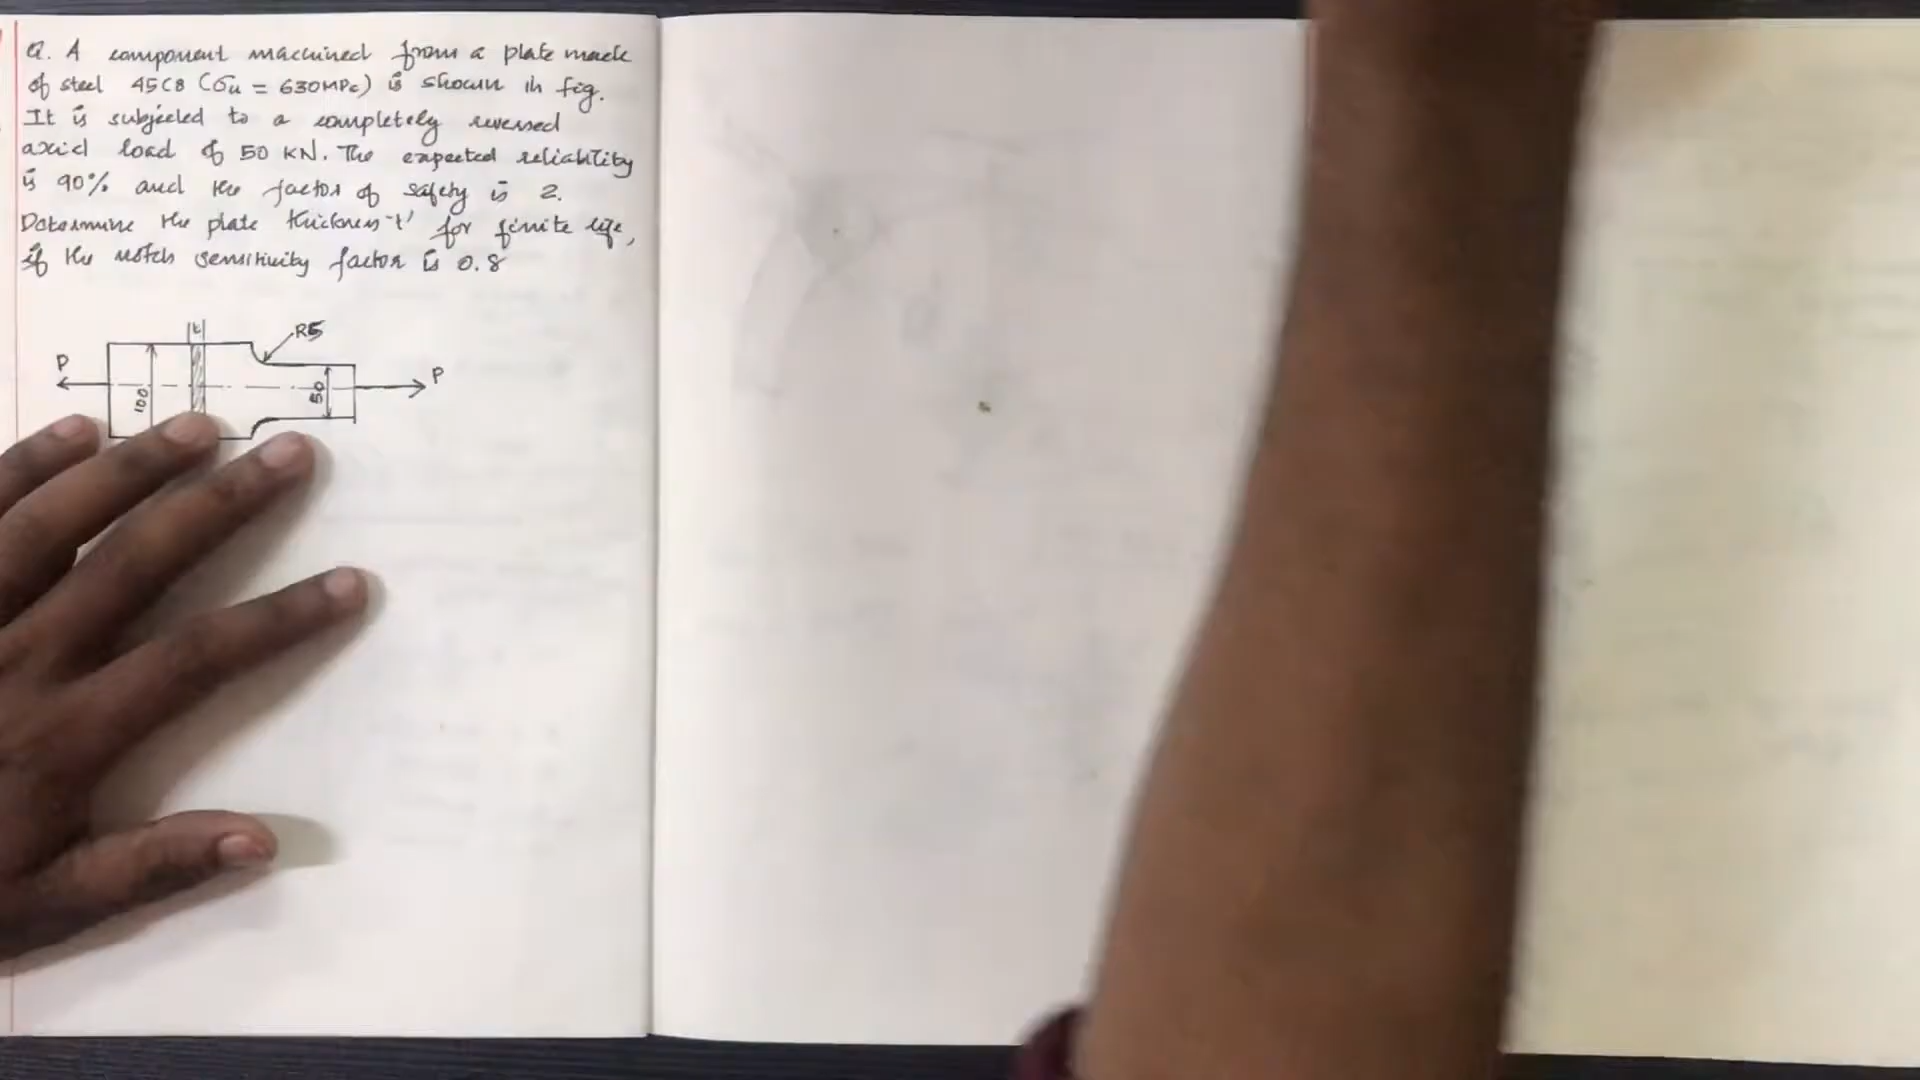 Q. A component machined from a plate made
of steel 45C8 (σu = 630MPa) is shown in fig.
It is subjected to a completely reversed
axial load of 50 KN. The expected reliability
is 90% and the factor of safety is 2.
Determine the plate thickness 't' for finite life,
if the notch sensitivity factor is 0.8
t
R5
P
100
50
P